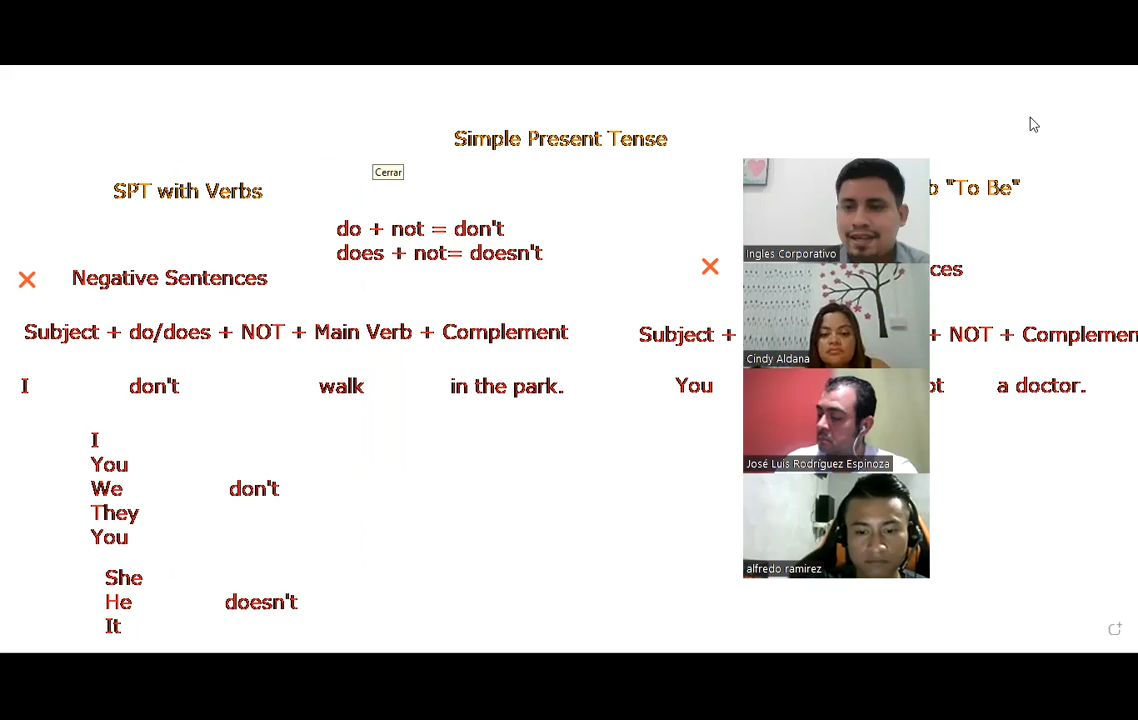 Simple Present Tense
Cerrar
SPT with Verbs
b "To Be"
do + not = don't
does + not= doesn't
Negative Sentences
ces
Subject + do/does + NOT + Main Verb + Complement
Subject +
+ NOT + Complemen
I don't walk in the park.
You
ot a doctor.
I
You
We don't
They
You
She
He doesn't
It
Ingles Corporativo
Cindy Aldana
José Luis Rodríguez Espinoza
alfredo ramirez